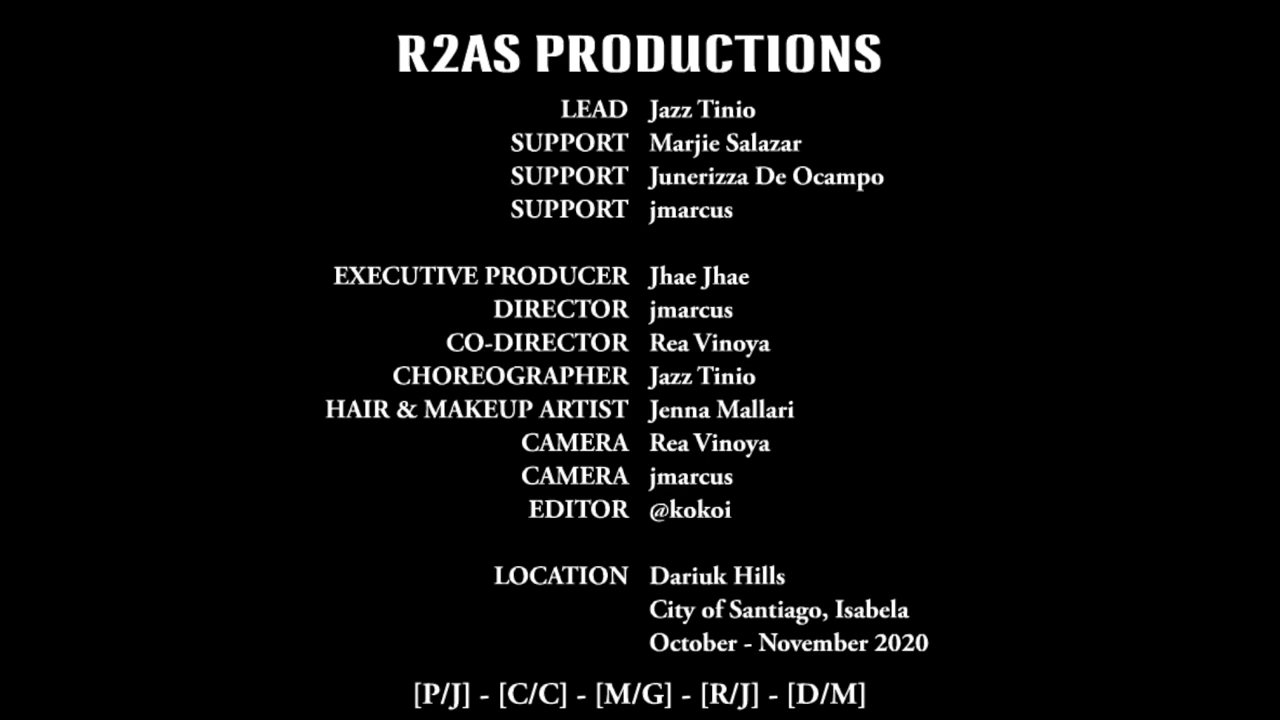 R2AS PRODUCTIONS
LEAD Jazz Tinio
SUPPORT Marjie Salazar
SUPPORT Junerizza De Ocampo
SUPPORT jmarcus
EXECUTIVE PRODUCER Jhae Jhae
DIRECTOR jmarcus
CO-DIRECTOR Rea Vinoya
CHOREOGRAPHER Jazz Tinio
HAIR & MAKEUP ARTIST Jenna Mallari
CAMERA Rea Vinoya
CAMERA jmarcus
EDITOR @kokoi
LOCATION Dariuk Hills
City of Santiago, Isabela
October - November 2020
[P/J] - [C/C] - [M/G] - [R/J] - [D/M]